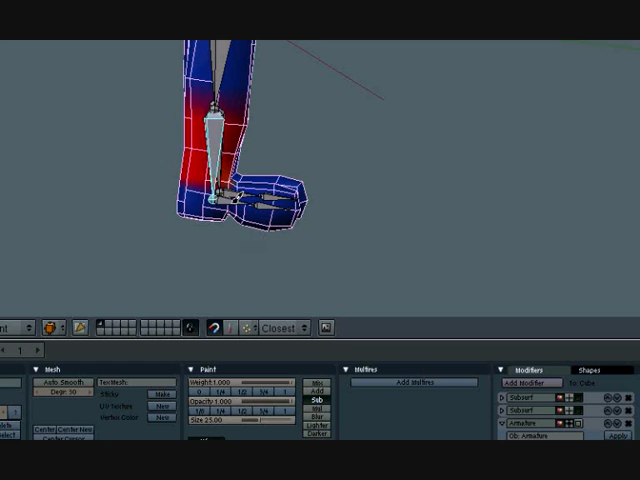 nt Closest
1
Mesh Paint Multires Modifiers Shapes
Auto Smooth TexMesh: Weight:1.000 Mix Add Multires Add Modifier To: Cube
Degr: 30 Sticky Make 0 1/4 1/2 3/4 1 Add Subsurf
UV Texture New Opacity 1.000 Sub Subsurf
Vertex Color New 1/8 1/4 1/2 3/4 1 Mul Armature
Size 25.00 Blur
Center Center New Lighter Ob: Armature Apply
Center Cursor Darker